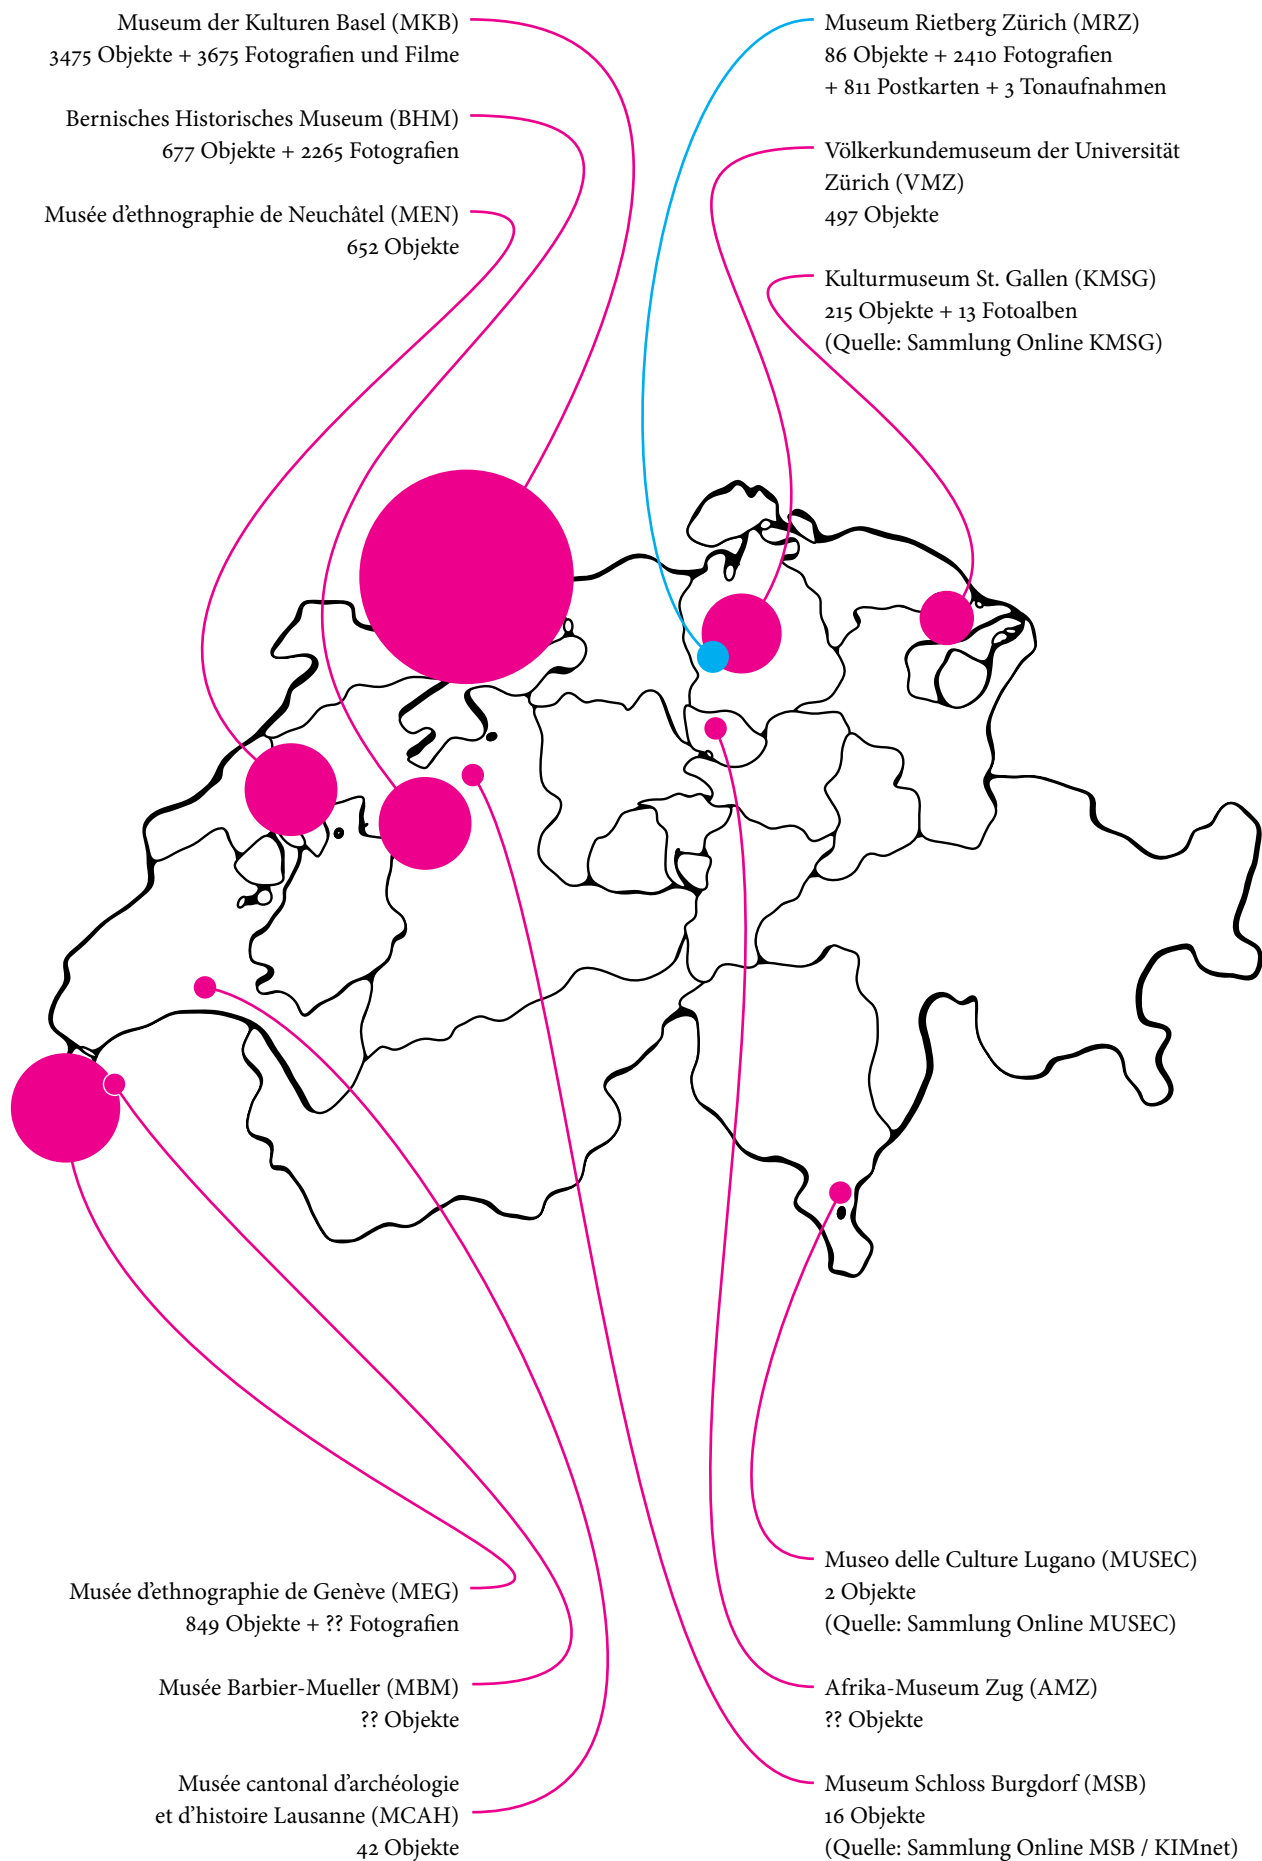 Museum der Kulturen Basel (MKB)
3475 Objekte + 3675 Fotografien und Filme
Bernisches Historisches Museum (BHM)
677 Objekte + 2265 Fotografien
Musée d'ethnographie de Neuchâtel (MEN)
652 Objekte
Museum Rietberg Zürich (MRZ)
86 Objekte + 2410 Fotografien
+ 811 Postkarten + 3 Tonaufnahmen
Völkerkundemuseum der Universität
Zürich (VMZ)
497 Objekte
Kulturmuseum St. Gallen (KMSG)
215 Objekte + 13 Fotoalben
(Quelle: Sammlung Online KMSG)
Musée d'ethnographie de Genève (MEG)
849 Objekte + ?? Fotografien
Musée Barbier-Mueller (MBM)
?? Objekte
Musée cantonal d'archéologie
et d'histoire Lausanne (MCAH)
42 Objekte
Museo delle Culture Lugano (MUSEC)
2 Objekte
(Quelle: Sammlung Online MUSEC)
Afrika-Museum Zug (AMZ)
?? Objekte
Museum Schloss Burgdorf (MSB)
16 Objekte
(Quelle: Sammlung Online MSB / KIMnet)